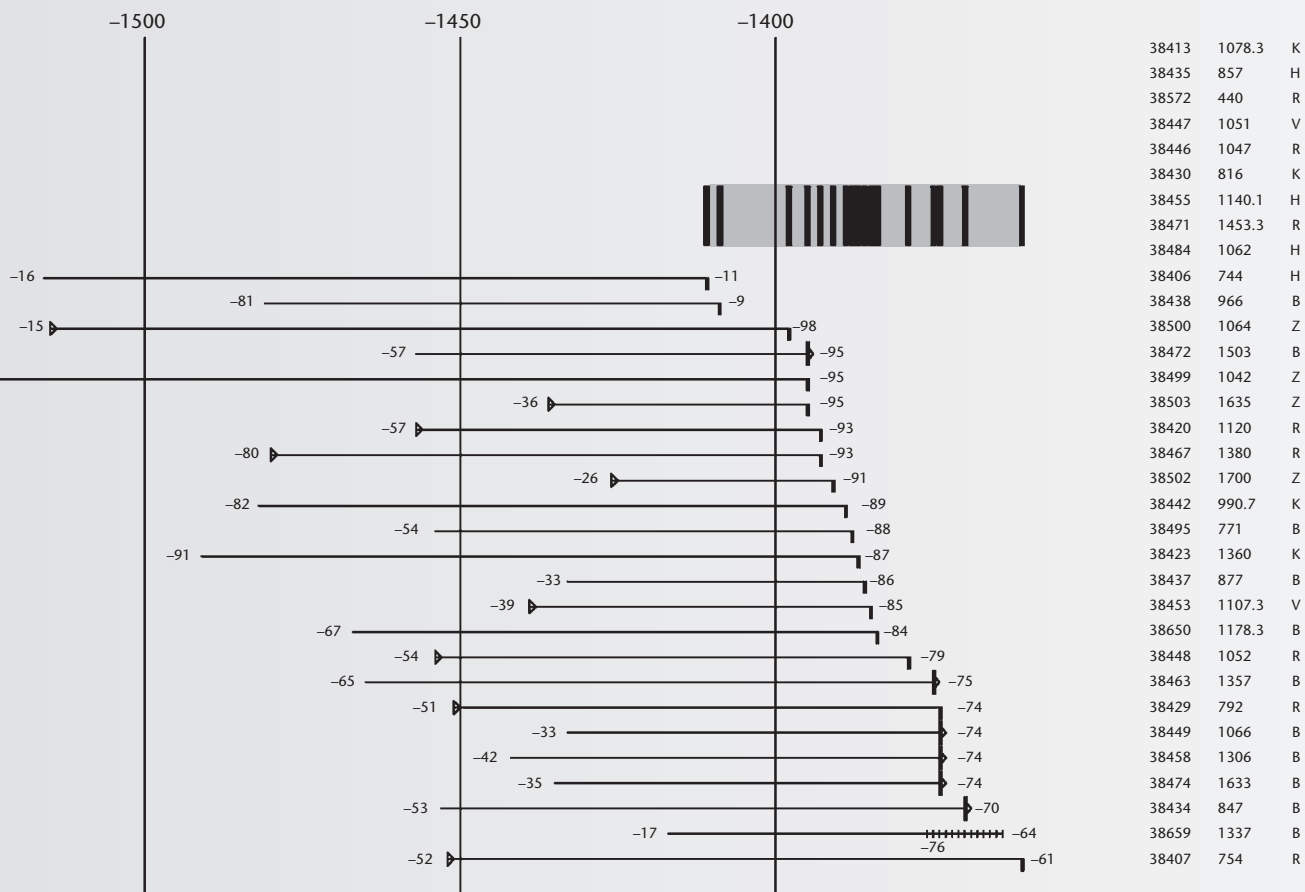 –1500 –1450 –1400
38413 1078.3 K
38435 857 H
38572 440 R
38447 1051 V
38446 1047 R
38430 816 K
38455 1140.1 H
38471 1453.3 R
38484 1062 H
–16 –11 38406 744 H
–81 –9 38438 966 B
–15 –98 38500 1064 Z
–57 –95 38472 1503 B
–95 38499 1042 Z
–36 –95 38503 1635 Z
–57 –93 38420 1120 R
–80 –93 38467 1380 R
–26 –91 38502 1700 Z
–82 –89 38442 990.7 K
–54 –88 38495 771 B
–91 –87 38423 1360 K
–33 –86 38437 877 B
–39 –85 38453 1107.3 V
–67 –84 38650 1178.3 B
–54 –79 38448 1052 R
–65 –75 38463 1357 B
–51 –74 38429 792 R
–33 –74 38449 1066 B
–42 –74 38458 1306 B
–35 –74 38474 1633 B
–53 –70 38434 847 B
–17 –64 38659 1337 B
–76
–52 –61 38407 754 R